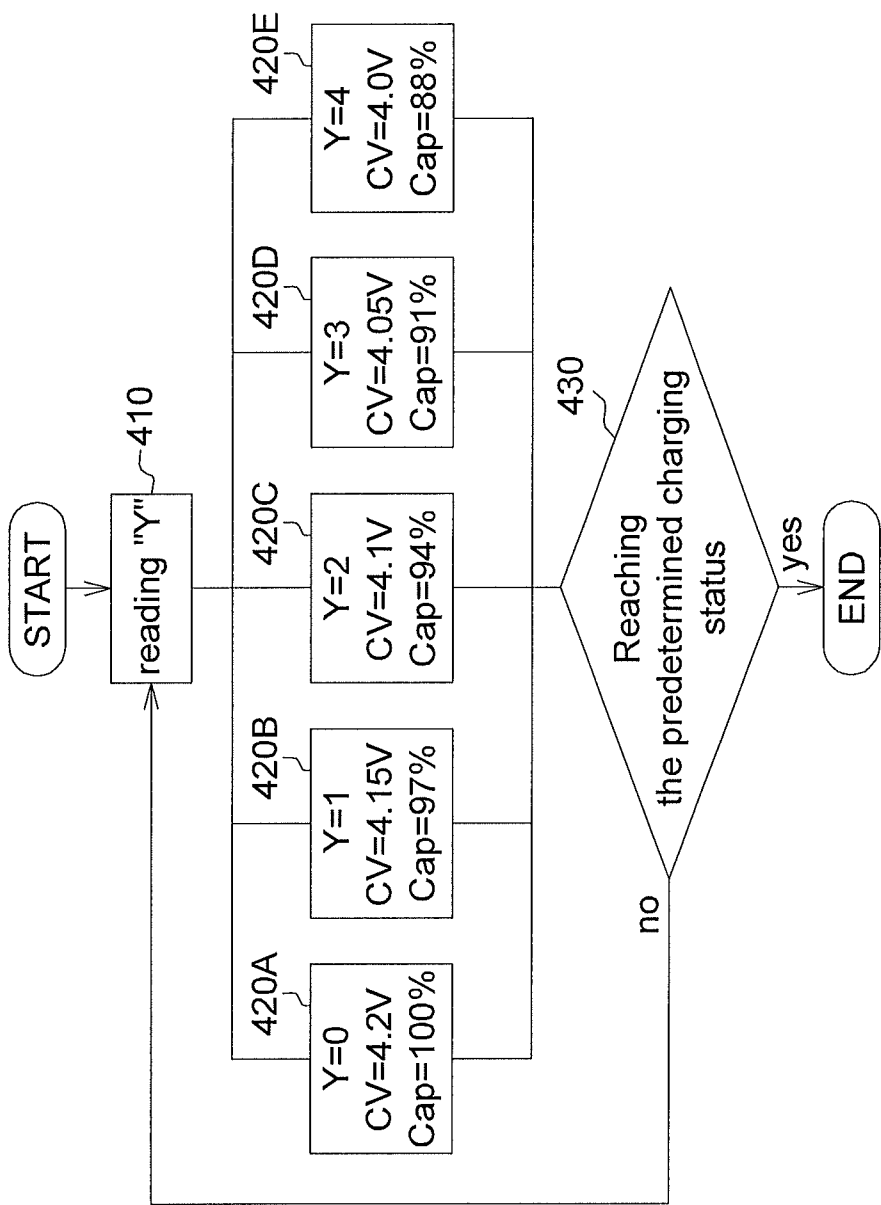 START
reading "Y"
410
420A
Y=0
CV=4.2V
Cap=100%
420B
Y=1
CV=4.15V
Cap=97%
420C
Y=2
CV=4.1V
Cap=94%
420D
Y=3
CV=4.05V
Cap=91%
420E
Y=4
CV=4.0V
Cap=88%
430
Reaching
the predetermined charging
status
no
yes
END